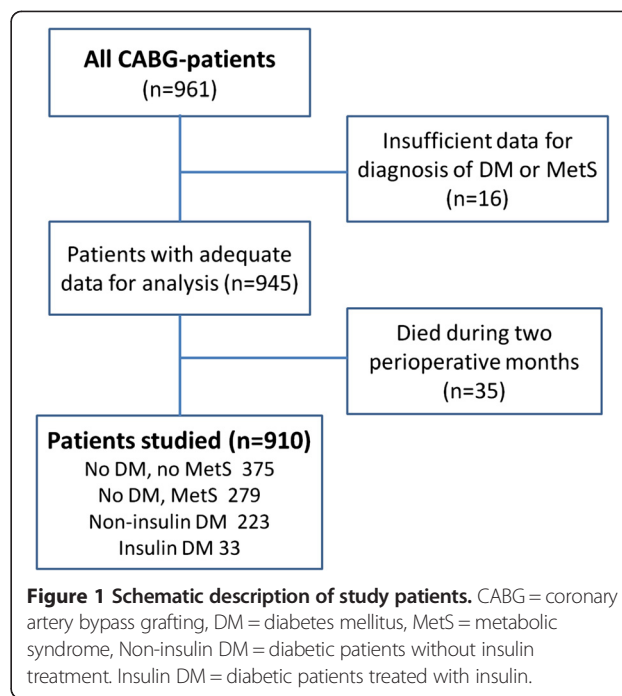 All CABG-patients
(n=961)
Insufficient data for
diagnosis of DM or MetS
(n=16)
Patients with adequate
data for analysis (n=945)
Died during two
perioperative months
(n=35)
Patients studied (n=910)
No DM, no MetS 375
No DM, MetS 279
Non-insulin DM 223
Insulin DM 33
Figure 1 Schematic description of study patients. CABG = coronary
artery bypass grafting, DM = diabetes mellitus, MetS = metabolic
syndrome, Non-insulin DM = diabetic patients without insulin
treatment. Insulin DM = diabetic patients treated with insulin.